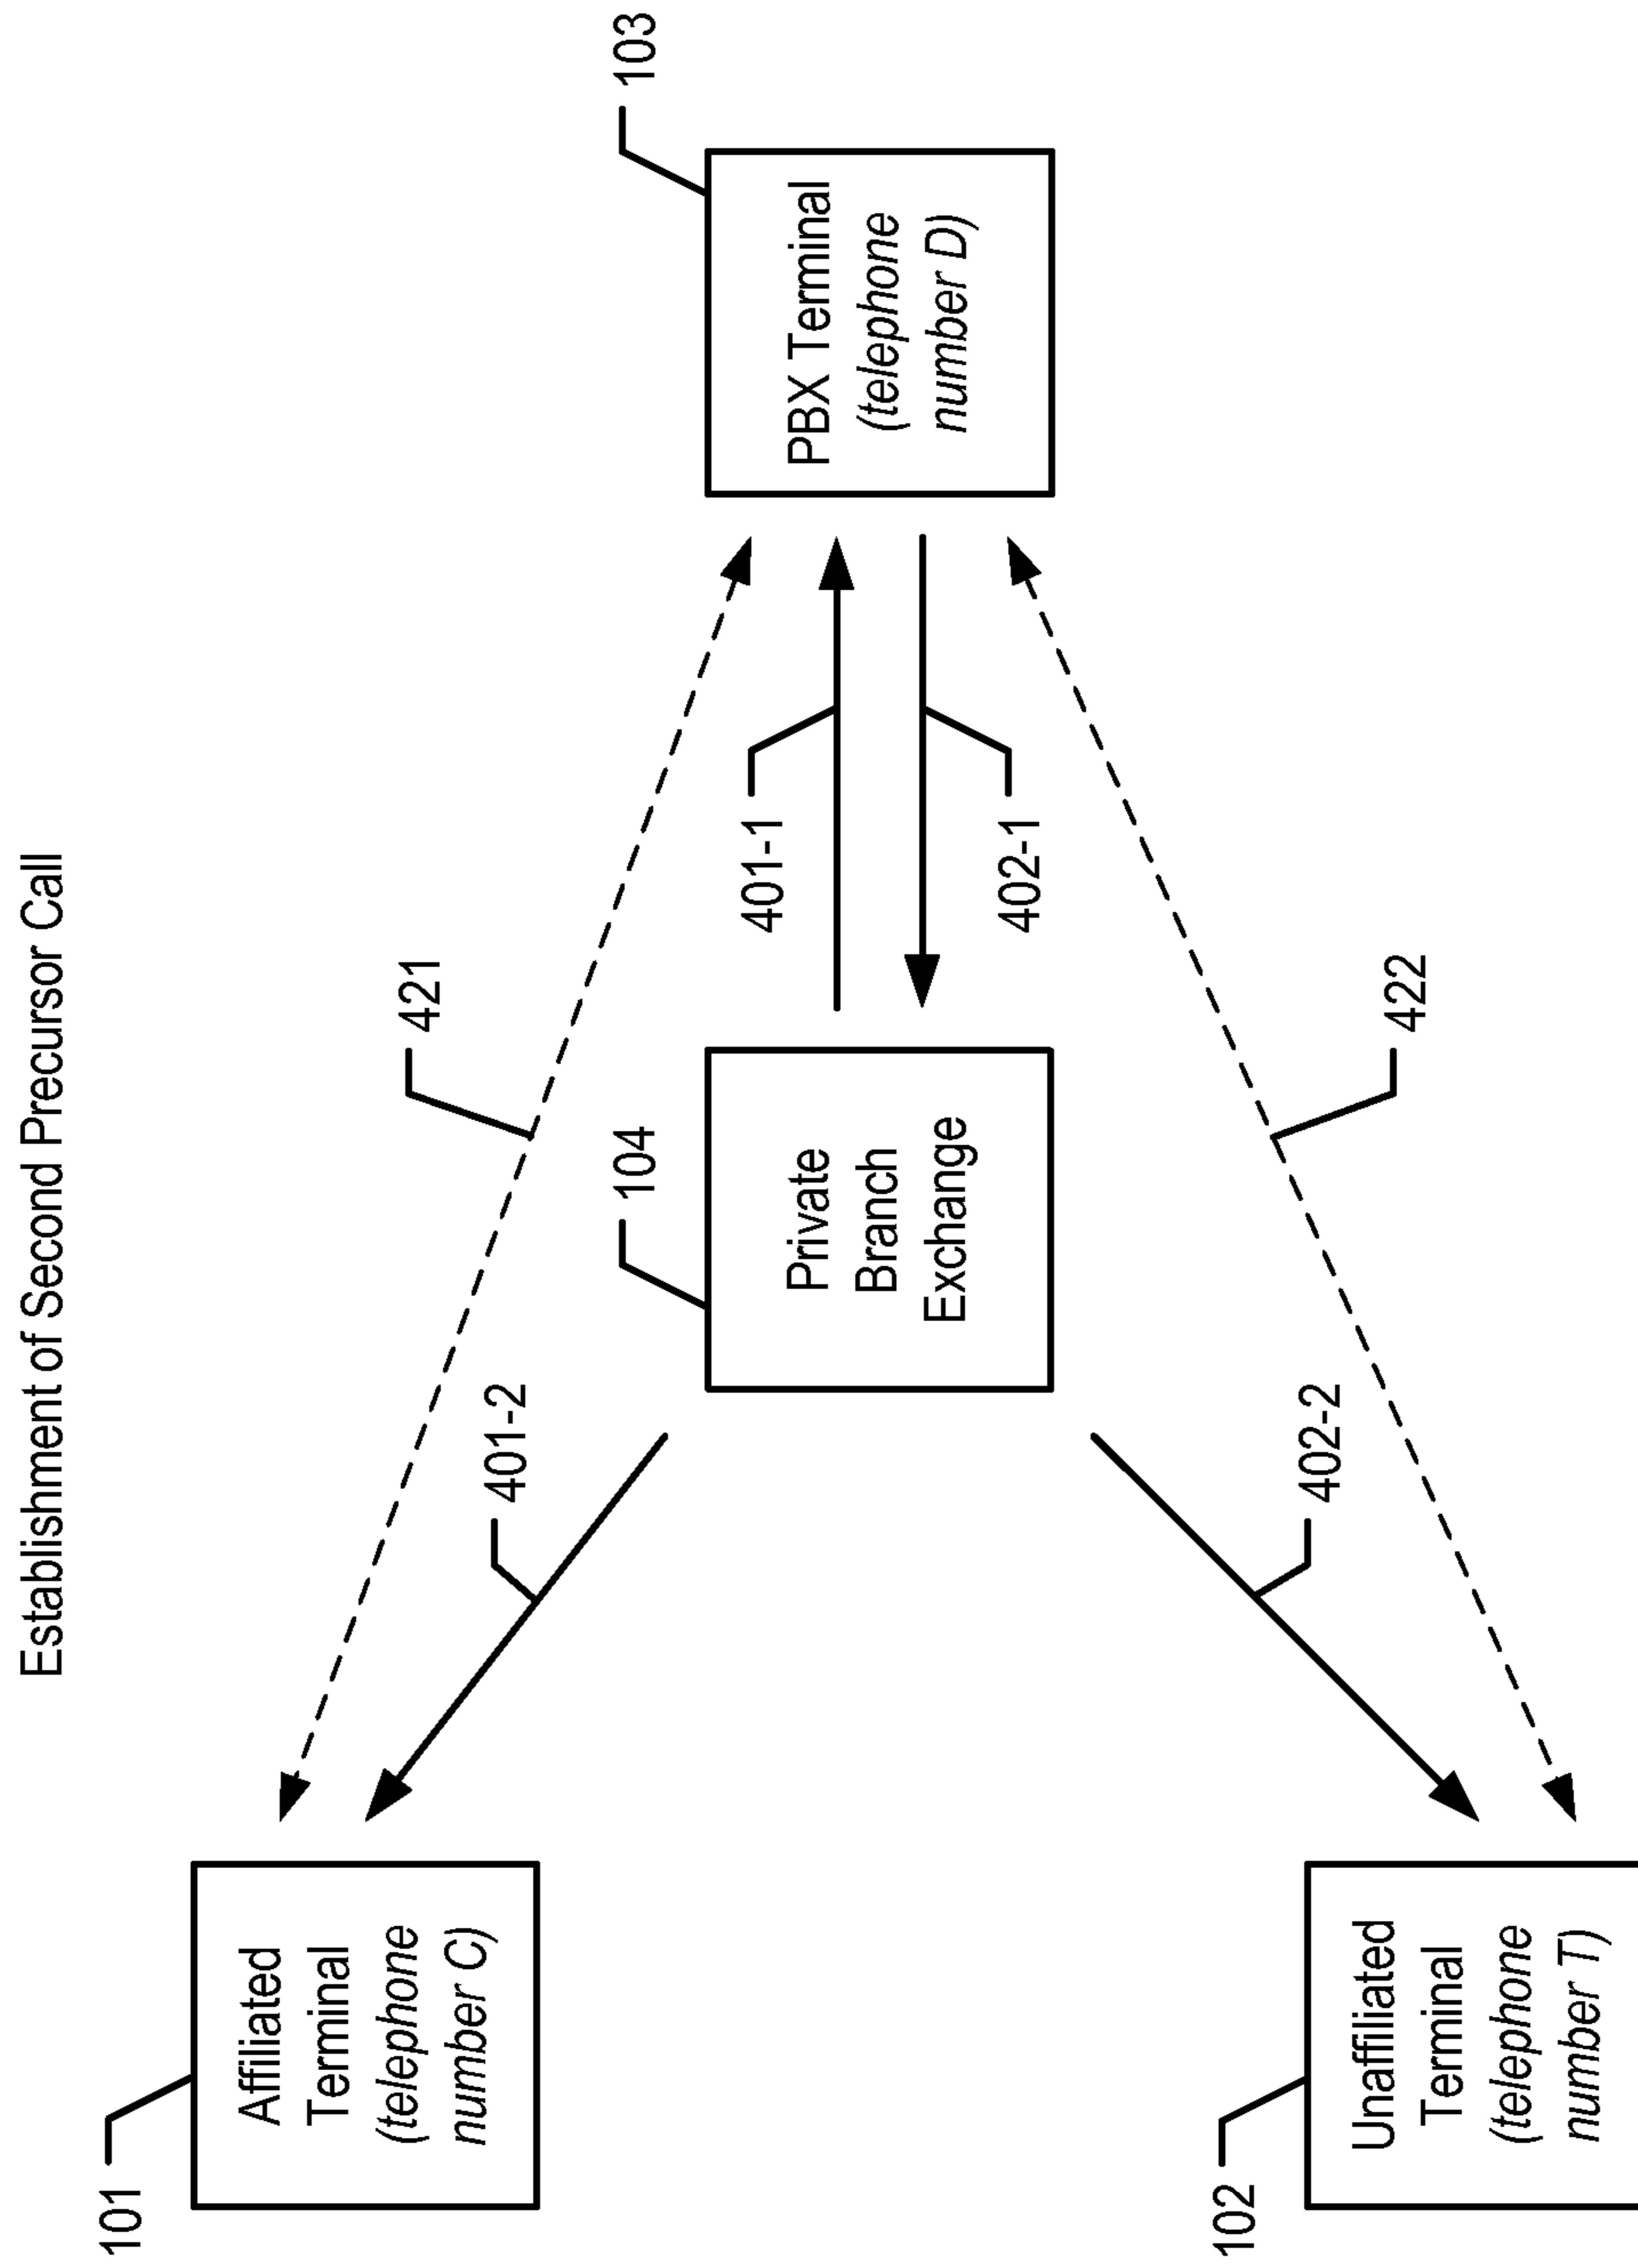 Establishment of Second Precursor Call
101
Affiliated
Terminal
(telephone
number C)
401-2
421
104
Private
Branch
Exchange
401-1
402-1
103
PBX Terminal
(telephone
number D)
402-2
422
102
Unaffiliated
Terminal
(telephone
number T)